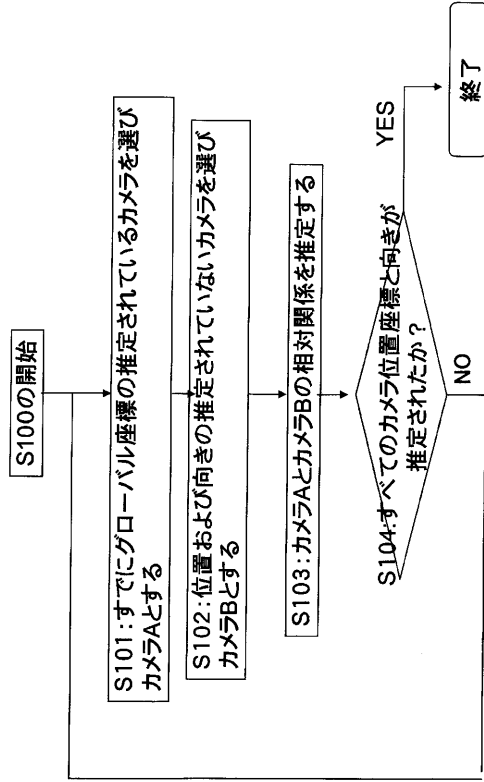 S100の開始
S101:すでにグローバル座標の推定されているカメラを選び
カメラAとする
S102:位置および向きの推定されていないカメラを選び
カメラBとする
S103:カメラAとカメラBの相対関係を推定する
S104:すべてのカメラ位置座標と向きが
推定されたか?
YES
NO
終了